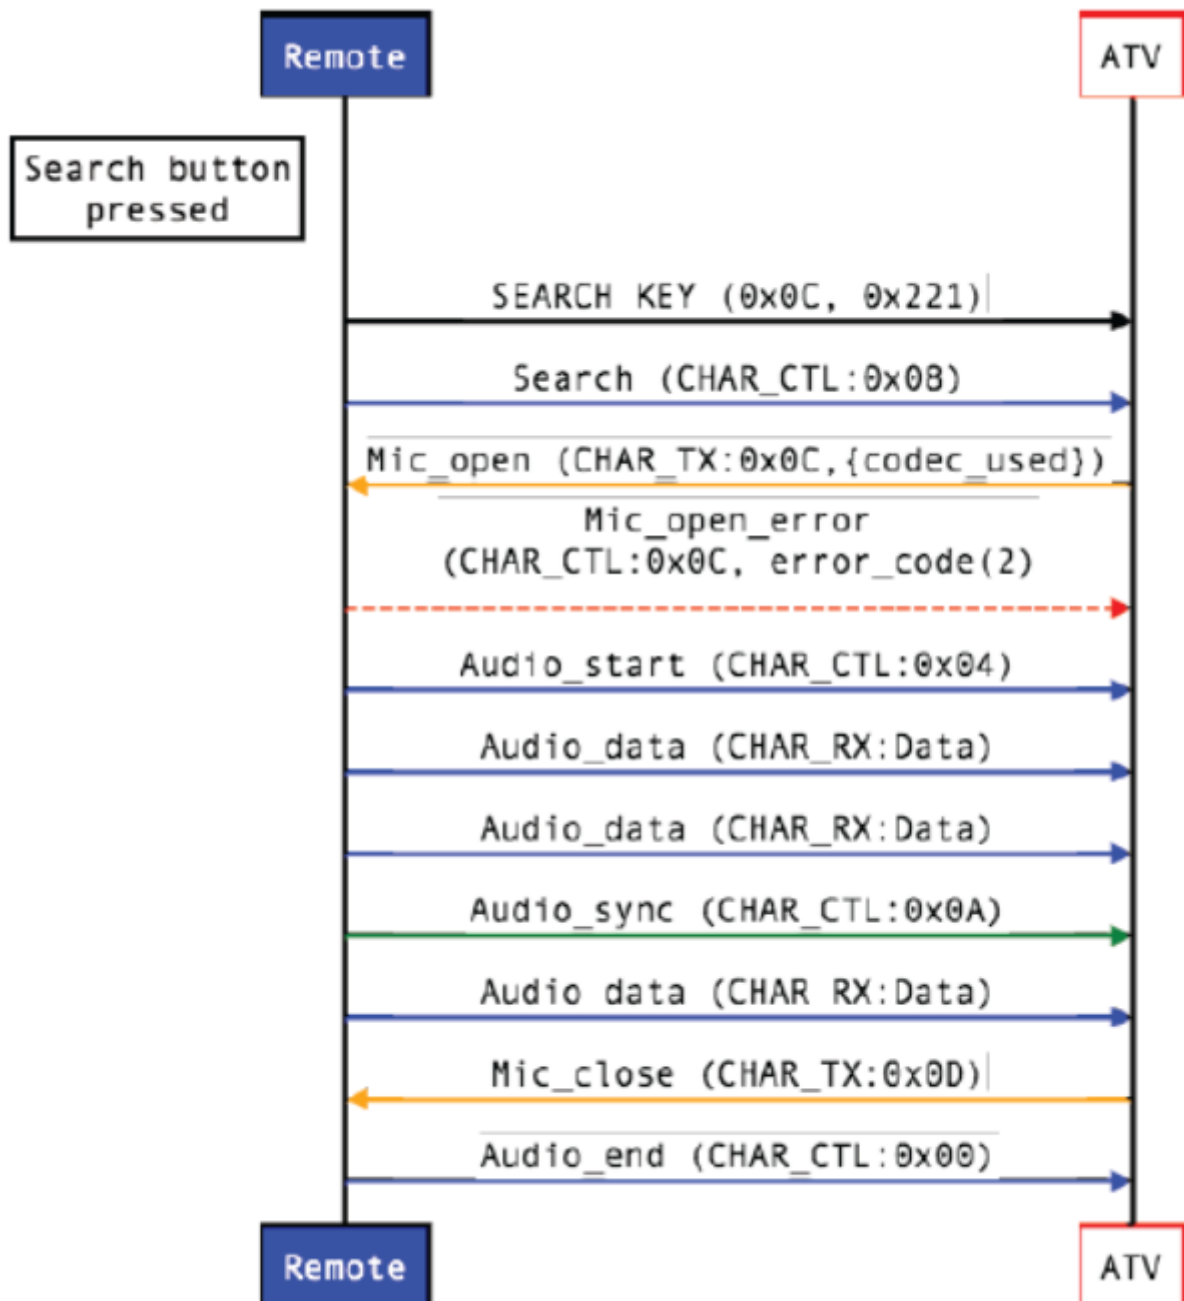 Remote
ATV
Search button
pressed
SEARCH KEY (0x0C, 0x221)
Search (CHAR_CTL:0x08)
Mic_open (CHAR_TX:0x0C,{codec_used})
Mic_open_error
(CHAR_CTL:0x0C, error_code(2)
Audio_start (CHAR_CTL:0x04)
Audio_data (CHAR_RX:Data)
Audio_data (CHAR_RX:Data)
Audio_sync (CHAR_CTL:0x0A)
Audio data (CHAR RX:Data)
Mic_close (CHAR_TX:0x0D)
Audio_end (CHAR_CTL:0x00)
Remote
ATV